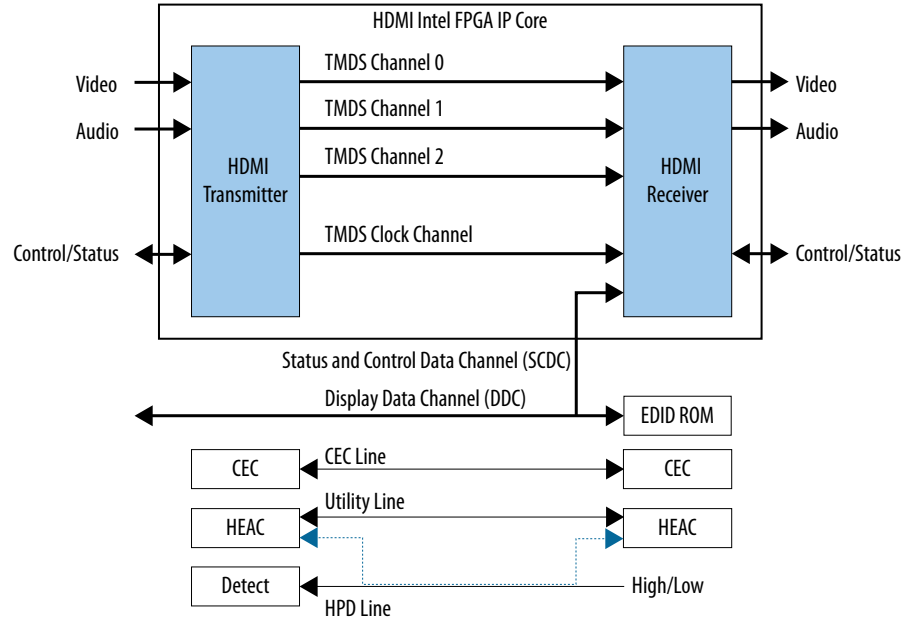 HDMI Intel FPGA IP Core
TMDS Channel 0
Video
Video
TMDS Channel 1
Audio
Audio
TMDS Channel 2
HDMI
Transmitter
HDMI
Receiver
TMDS Clock Channel
Control/Status
Control/Status
Status and Control Data Channel (SCDC)
Display Data Channel (DDC)
EDID ROM
CEC Line
CEC
CEC
Utility Line
HEAC
HEAC
Detect
High/Low
HPD Line